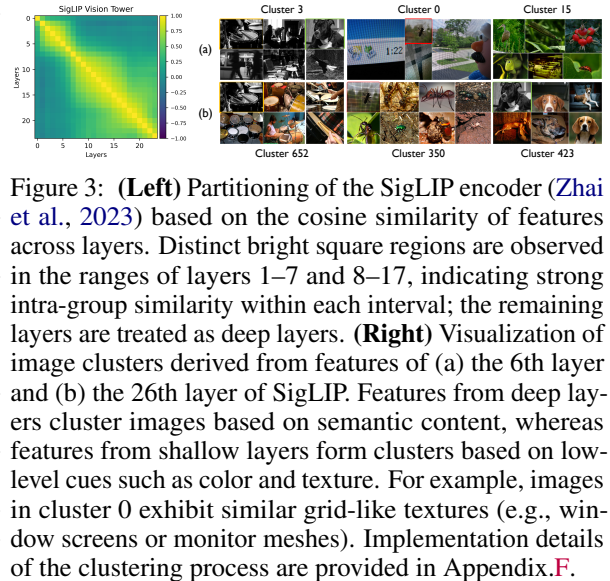 SigLIP Vision Tower
Layers
0
5
10
15
20
0 5 10 15 20
Layers
1.00
0.75
0.50
0.25
0.00
−0.25
−0.50
−0.75
−1.00
Cluster 3 Cluster 0 Cluster 15
(a)
1:22
(b)
Cluster 652 Cluster 350 Cluster 423
Figure 3: (Left) Partitioning of the SigLIP encoder (Zhai
et al., 2023) based on the cosine similarity of features
across layers. Distinct bright square regions are observed
in the ranges of layers 1–7 and 8–17, indicating strong
intra-group similarity within each interval; the remaining
layers are treated as deep layers. (Right) Visualization of
image clusters derived from features of (a) the 6th layer
and (b) the 26th layer of SigLIP. Features from deep lay-
ers cluster images based on semantic content, whereas
features from shallow layers form clusters based on low-
level cues such as color and texture. For example, images
in cluster 0 exhibit similar grid-like textures (e.g., win-
dow screens or monitor meshes). Implementation details
of the clustering process are provided in Appendix.F.